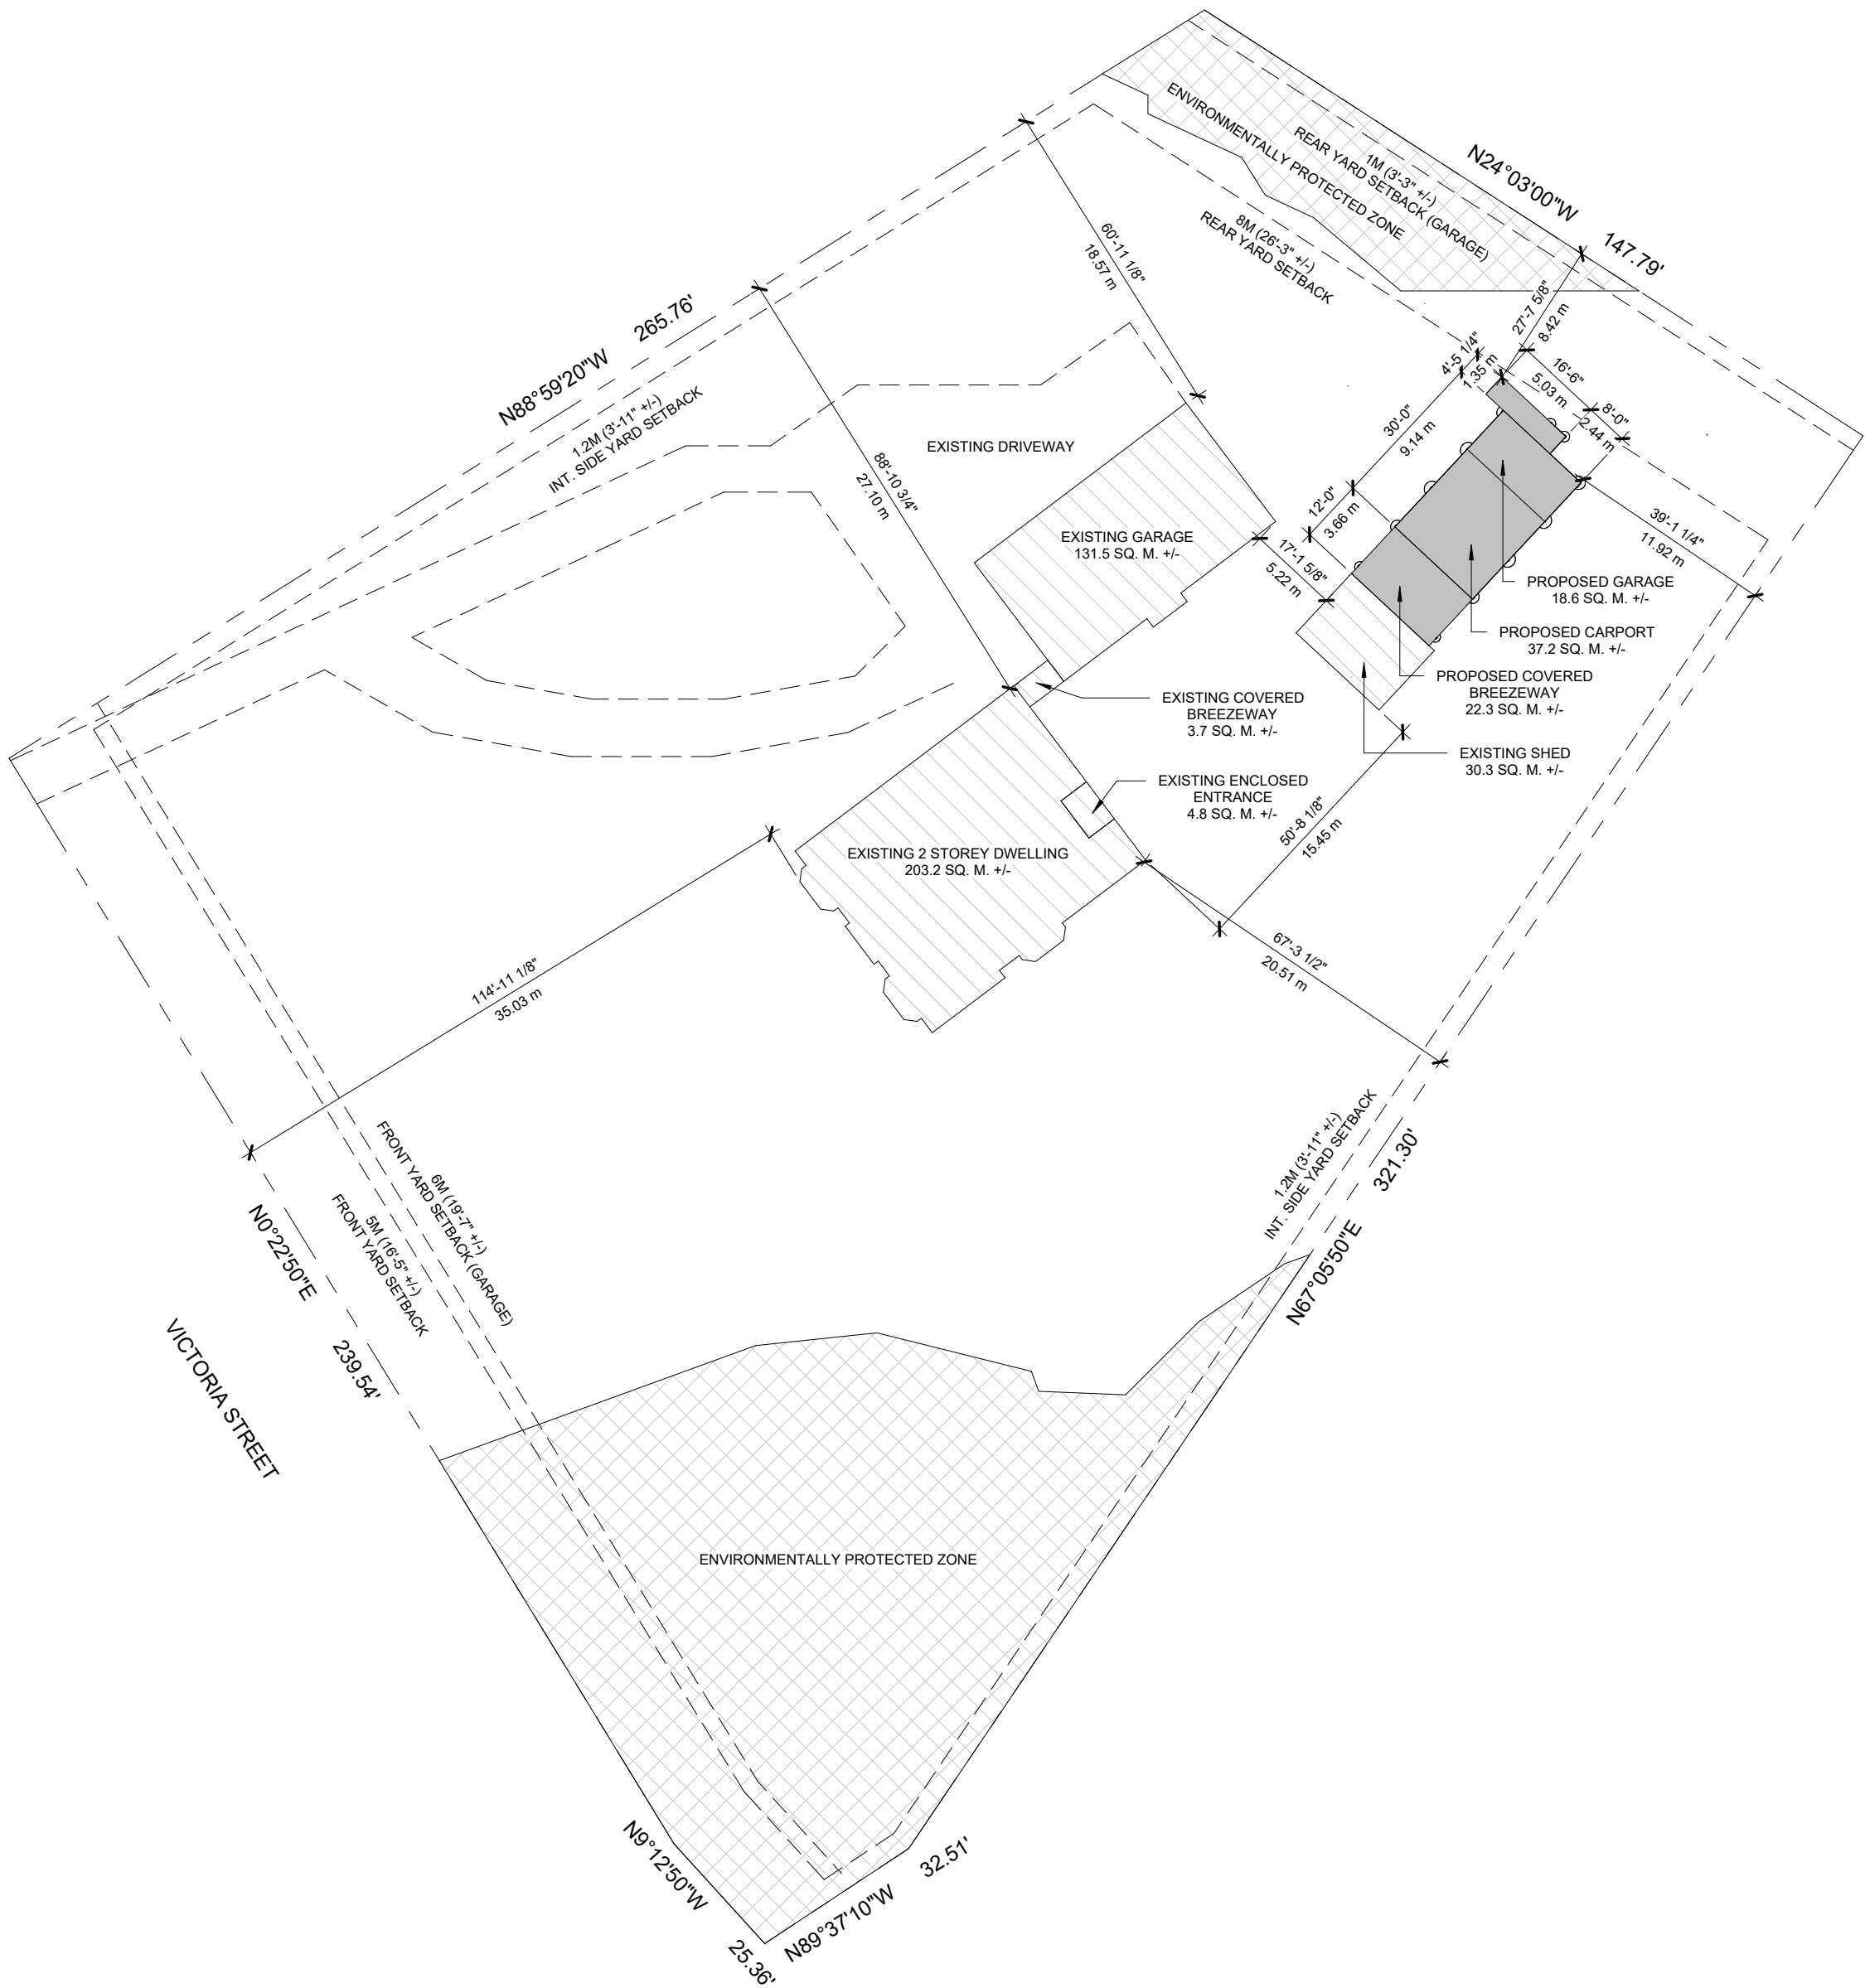 ENVIRONMENTALLY PROTECTED ZONE
1M (3'-3" +/-)
REAR YARD SETBACK (GARAGE)
N24°03'00"W
147.79'
8M (26'-3" +/-)
REAR YARD SETBACK
60'-11 1/8"
18.57 m
27'-7 5/8"
8.42 m
N88°59'20"W
265.76'
1.2M (3'-11" +/-)
INT. SIDE YARD SETBACK
4'-5 1/4"
1.35 m
16'-6"
5.03 m
8'-0"
2.44 m
30'-0"
9.14 m
EXISTING DRIVEWAY
88'-10 3/4"
27.10 m
12'-0"
3.66 m
39'-1 1/4"
11.92 m
EXISTING GARAGE
131.5 SQ. M. +/-
17'-1 5/8"
5.22 m
PROPOSED GARAGE
18.6 SQ. M. +/-
PROPOSED CARPORT
37.2 SQ. M. +/-
PROPOSED COVERED
BREEZEWAY
22.3 SQ. M. +/-
EXISTING COVERED
BREEZEWAY
3.7 SQ. M. +/-
EXISTING SHED
30.3 SQ. M. +/-
EXISTING ENCLOSED
ENTRANCE
4.8 SQ. M. +/-
50'-8 1/8"
15.45 m
EXISTING 2 STOREY DWELLING
203.2 SQ. M. +/-
67'-3 1/2"
20.51 m
114'-11 1/8"
35.03 m
6M (19'-7" +/-)
FRONT YARD SETBACK (GARAGE)
5M (16'-5" +/-)
FRONT YARD SETBACK
1.2M (3'-11" +/-)
INT. SIDE YARD SETBACK
321.30'
N67°05'50"E
N0°22'50"E
239.54'
VICTORIA STREET
ENVIRONMENTALLY PROTECTED ZONE
N9°12'50"W
25.36'
N89°37'10"W
32.51'